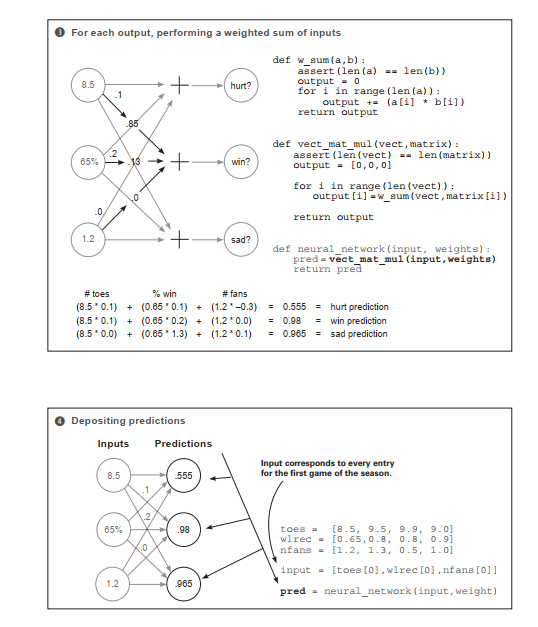 3 For each output, performing a weighted sum of inputs
8.5
65%
1.2
.1
.85
.2
.13
.0
.0
+
+
+
hurt?
win?
sad?
def w_sum(a,b):
assert(len(a) == len(b))
output = 0
for i in range(len(a)):
output += (a[i] * b[i])
return output
def vect_mat_mul(vect,matrix):
assert(len(vect) == len(matrix))
output = [0,0,0]
for i in range(len(vect)):
output[i]=w_sum(vect,matrix[i])
return output
def neural_network(input, weights):
pred=vect_mat_mul(input,weights)
return pred
# toes % win # fans
(8.5 * 0.1) + (0.65 * 0.1) + (1.2 * –0.3) = 0.555 = hurt prediction
(8.5 * 0.1) + (0.65 * 0.2) + (1.2 * 0.0) = 0.98 = win prediction
(8.5 * 0.0) + (0.65 * 1.3) + (1.2 * 0.1) = 0.965 = sad prediction
4 Depositing predictions
Inputs Predictions
8.5
65%
1.2
.1
.2
.0
.555
.98
.965
Input corresponds to every entry
for the first game of the season.
toes = [8.5, 9.5, 9.9, 9.0]
wlrec = [0.65,0.8, 0.8, 0.9]
nfans = [1.2, 1.3, 0.5, 1.0]
input = [toes[0],wlrec[0],nfans[0]]
pred = neural_network(input,weight)